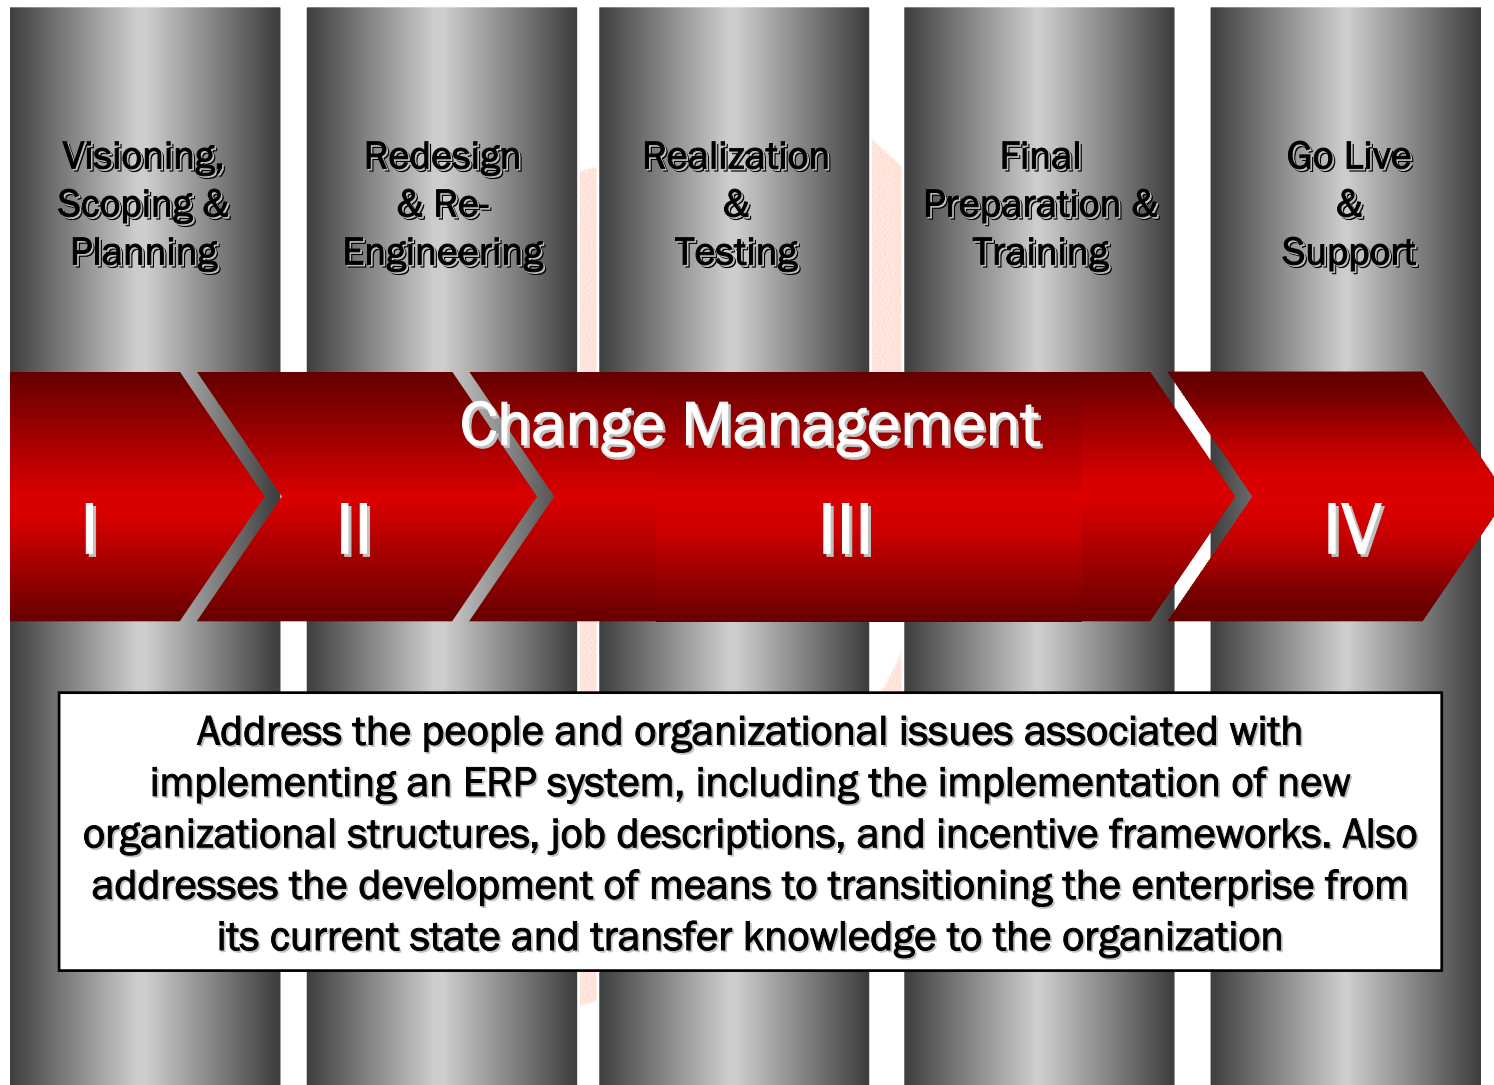 Visioning,
Scoping &
Planning
Redesign
& Re-
Engineering
Realization
&
Testing
Final
Preparation &
Training
Go Live
&
Support
Change Management
I
II
III
IV
Address the people and organizational issues associated with
implementing an ERP system, including the implementation of new
organizational structures, job descriptions, and incentive frameworks. Also
addresses the development of means to transitioning the enterprise from
its current state and transfer knowledge to the organization